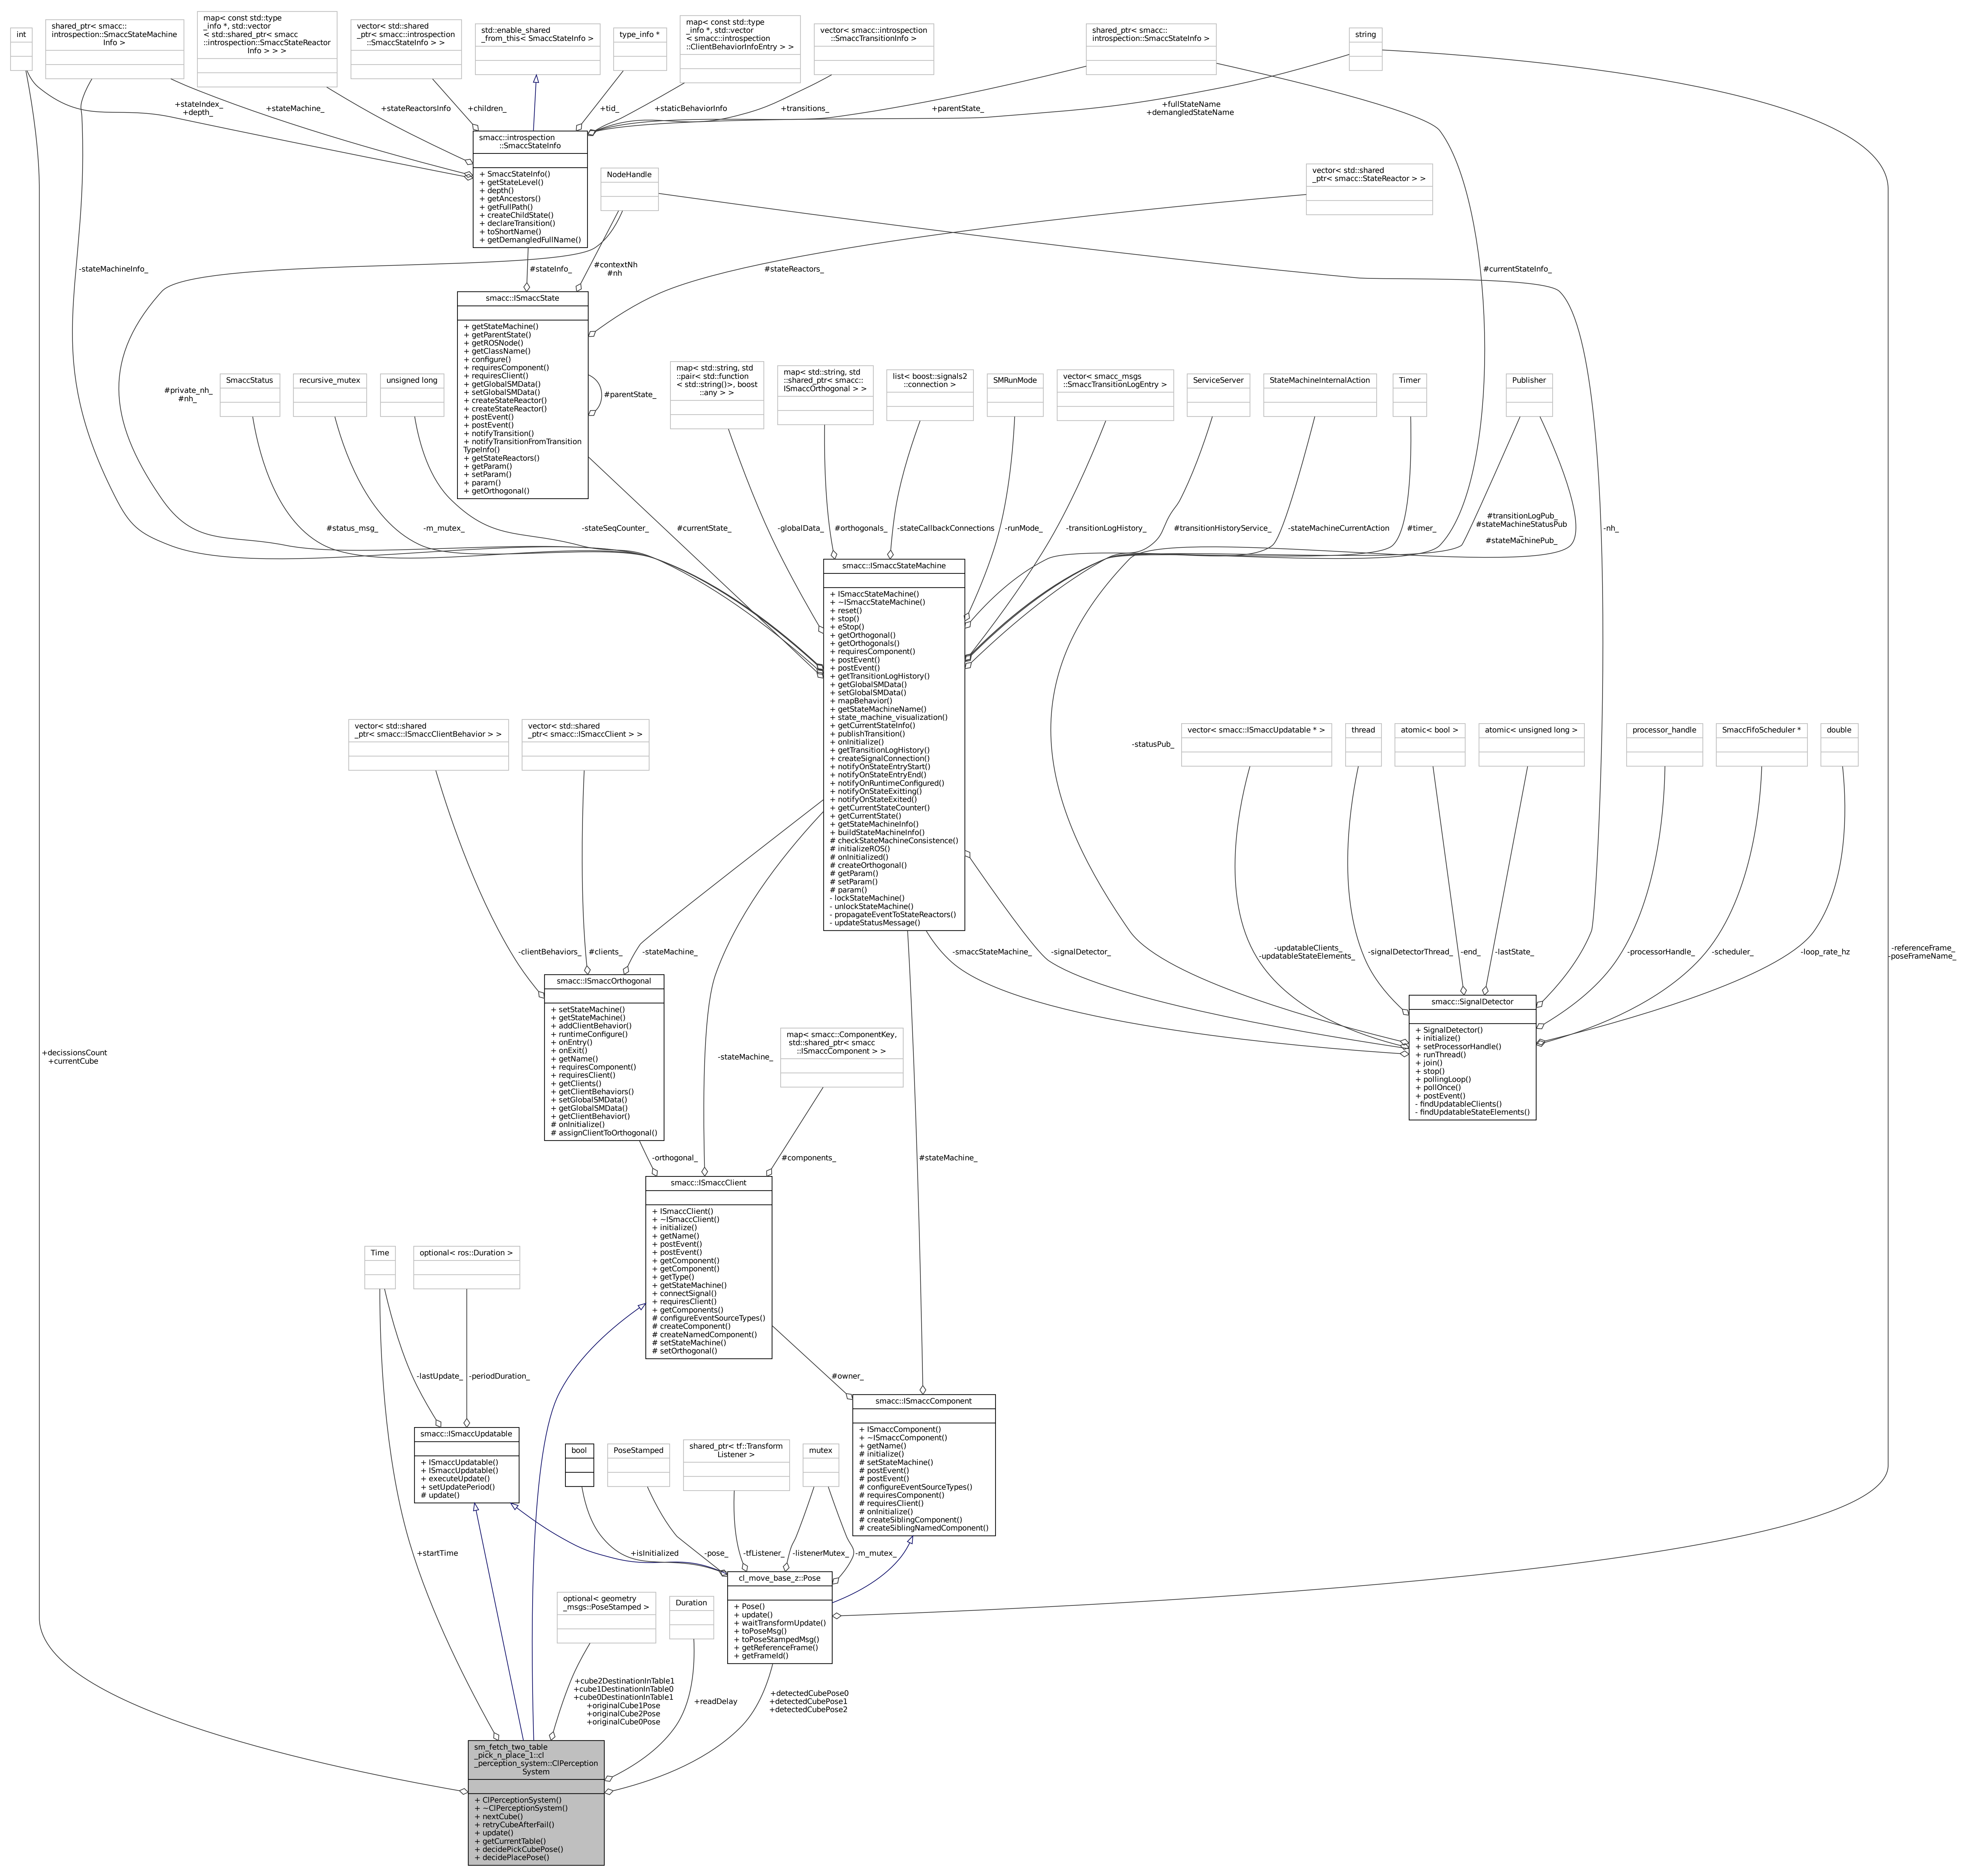 int
shared_ptr< smacc::
introspection::SmaccStateMachine
Info >
map< const std::type
_info *, std::vector
< std::shared_ptr< smacc
::introspection::SmaccStateReactor
Info > > >
vector< std::shared
_ptr< smacc::introspection
::SmaccStateInfo > >
std::enable_shared
_from_this< SmaccStateInfo >
type_info *
map< const std::type
_info *, std::vector
< smacc::introspection
::ClientBehaviorInfoEntry > >
vector< smacc::introspection
::SmaccTransitionInfo >
shared_ptr< smacc::
introspection::SmaccStateInfo >
string
+stateIndex_
+depth_
+stateMachine_
+stateReactorsInfo
+children_
+tid_
+staticBehaviorInfo
+transitions_
+parentState_
+fullStateName
+demangledStateName
smacc::introspection
::SmaccStateInfo
+ SmaccStateInfo()
+ getStateLevel()
+ depth()
+ getAncestors()
+ getFullPath()
+ createChildState()
+ declareTransition()
+ toShortName()
+ getDemangledFullName()
NodeHandle
vector< std::shared
_ptr< smacc::StateReactor > >
-stateMachineInfo_
#stateInfo_
#contextNh
#nh
#stateReactors_
#currentStateInfo_
smacc::ISmaccState
+ getStateMachine()
+ getParentState()
+ getROSNode()
+ getClassName()
+ configure()
+ requiresComponent()
+ requiresClient()
+ getGlobalSMData()
+ setGlobalSMData()
+ createStateReactor()
+ createStateReactor()
+ postEvent()
+ postEvent()
+ notifyTransition()
+ notifyTransitionFromTransition
TypeInfo()
+ getStateReactors()
+ getParam()
+ setParam()
+ param()
+ getOrthogonal()
#parentState_
#private_nh_
#nh_
SmaccStatus
recursive_mutex
unsigned long
map< std::string, std
::pair< std::function
< std::string()>, boost
::any > >
map< std::string, std
::shared_ptr< smacc::
ISmaccOrthogonal > >
list< boost::signals2
::connection >
SMRunMode
vector< smacc_msgs
::SmaccTransitionLogEntry >
ServiceServer
StateMachineInternalAction
Timer
Publisher
#status_msg_
-m_mutex_
-stateSeqCounter_
#currentState_
-globalData_
#orthogonals_
-stateCallbackConnections
-runMode_
-transitionLogHistory_
#transitionHistoryService_
-stateMachineCurrentAction
#timer_
#transitionLogPub_
#stateMachineStatusPub
_
#stateMachinePub_
-nh_
smacc::ISmaccStateMachine
+ ISmaccStateMachine()
+ ~ISmaccStateMachine()
+ reset()
+ stop()
+ eStop()
+ getOrthogonal()
+ getOrthogonals()
+ requiresComponent()
+ postEvent()
+ postEvent()
+ getTransitionLogHistory()
+ getGlobalSMData()
+ setGlobalSMData()
+ mapBehavior()
+ getStateMachineName()
+ state_machine_visualization()
+ getCurrentStateInfo()
+ publishTransition()
+ onInitialize()
+ getTransitionLogHistory()
+ createSignalConnection()
+ notifyOnStateEntryStart()
+ notifyOnStateEntryEnd()
+ notifyOnRuntimeConfigured()
+ notifyOnStateExitting()
+ notifyOnStateExited()
+ getCurrentStateCounter()
+ getCurrentState()
+ getStateMachineInfo()
+ buildStateMachineInfo()
# checkStateMachineConsistence()
# initializeROS()
# onInitialized()
# createOrthogonal()
# getParam()
# setParam()
# param()
- lockStateMachine()
- unlockStateMachine()
- propagateEventToStateReactors()
- updateStatusMessage()
vector< std::shared
_ptr< smacc::ISmaccClientBehavior > >
vector< std::shared
_ptr< smacc::ISmaccClient > >
-statusPub_
vector< smacc::ISmaccUpdatable * >
thread
atomic< bool >
atomic< unsigned long >
processor_handle
SmaccFifoScheduler *
double
-clientBehaviors_
#clients_
-stateMachine_
-smaccStateMachine_
-signalDetector_
-updatableClients_
-updatableStateElements_
-signalDetectorThread_
-end_
-lastState_
-processorHandle_
-scheduler_
-loop_rate_hz
-referenceFrame_
-poseFrameName_
smacc::ISmaccOrthogonal
+ setStateMachine()
+ getStateMachine()
+ addClientBehavior()
+ runtimeConfigure()
+ onEntry()
+ onExit()
+ getName()
+ requiresComponent()
+ requiresClient()
+ getClients()
+ getClientBehaviors()
+ setGlobalSMData()
+ getGlobalSMData()
+ getClientBehavior()
# onInitialize()
# assignClientToOrthogonal()
smacc::SignalDetector
+ SignalDetector()
+ initialize()
+ setProcessorHandle()
+ runThread()
+ join()
+ stop()
+ pollingLoop()
+ pollOnce()
+ postEvent()
- findUpdatableClients()
- findUpdatableStateElements()
+decissionsCount
+currentCube
-stateMachine_
map< smacc::ComponentKey,
std::shared_ptr< smacc
::ISmaccComponent > >
-orthogonal_
#components_
#stateMachine_
smacc::ISmaccClient
+ ISmaccClient()
+ ~ISmaccClient()
+ initialize()
+ getName()
+ postEvent()
+ postEvent()
+ getComponent()
+ getComponent()
+ getType()
+ getStateMachine()
+ connectSignal()
+ requiresClient()
+ getComponents()
# configureEventSourceTypes()
# createComponent()
# createNamedComponent()
# setStateMachine()
# setOrthogonal()
Time
optional< ros::Duration >
-lastUpdate_
-periodDuration_
#owner_
smacc::ISmaccComponent
+ ISmaccComponent()
+ ~ISmaccComponent()
+ getName()
# initialize()
# setStateMachine()
# postEvent()
# postEvent()
# configureEventSourceTypes()
# requiresComponent()
# requiresClient()
# onInitialize()
# createSiblingComponent()
# createSiblingNamedComponent()
smacc::ISmaccUpdatable
+ ISmaccUpdatable()
+ ISmaccUpdatable()
+ executeUpdate()
+ setUpdatePeriod()
# update()
bool
PoseStamped
shared_ptr< tf::Transform
Listener >
mutex
+startTime
+isInitialized
-pose_
-tfListener_
-listenerMutex_
-m_mutex_
cl_move_base_z::Pose
+ Pose()
+ update()
+ waitTransformUpdate()
+ toPoseMsg()
+ toPoseStampedMsg()
+ getReferenceFrame()
+ getFrameId()
optional< geometry
_msgs::PoseStamped >
Duration
+cube2DestinationInTable1
+cube1DestinationInTable0
+cube0DestinationInTable1
+originalCube1Pose
+originalCube2Pose
+originalCube0Pose
+readDelay
+detectedCubePose0
+detectedCubePose1
+detectedCubePose2
sm_fetch_two_table
_pick_n_place_1::cl
_perception_system::ClPerception
System
+ ClPerceptionSystem()
+ ~ClPerceptionSystem()
+ nextCube()
+ retryCubeAfterFail()
+ update()
+ getCurrentTable()
+ decidePickCubePose()
+ decidePlacePose()